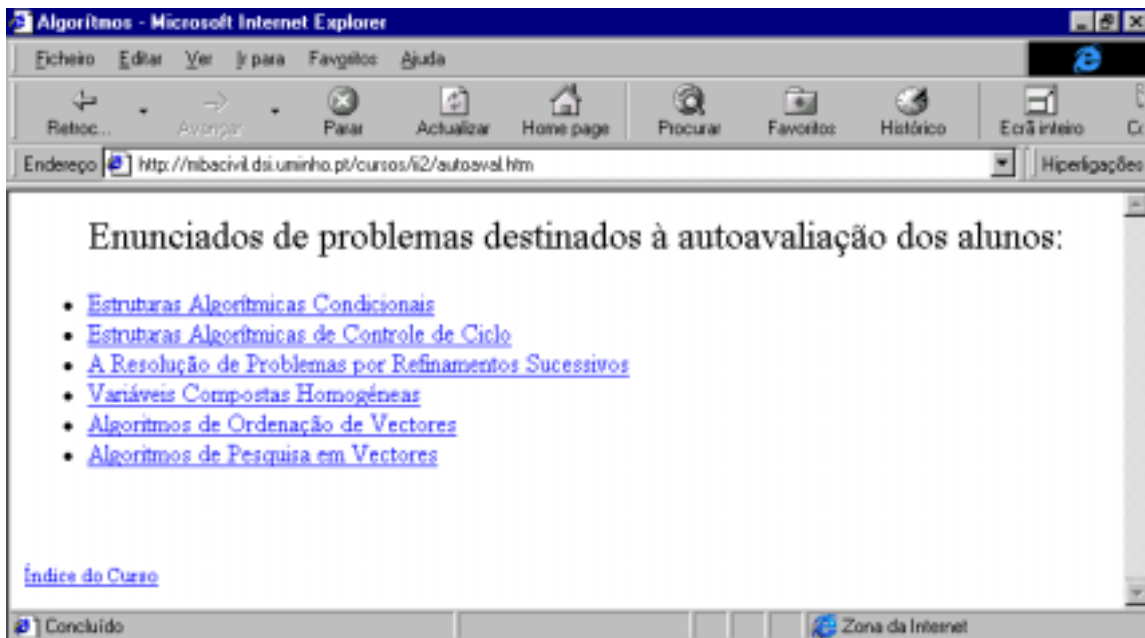 Algorítmos - Microsoft Internet Explorer
Ficheiro Editar Ver Ir para Favoritos Ajuda
Retroc... Avançar Parar Actualizar Home page Procurar Favoritos Histórico Ecrã inteiro
Endereço http://mbacivil.dsi.uminho.pt/cursos/ii2/autoaval.htm Hiperligações
Enunciados de problemas destinados à autoavaliação dos alunos:
Estruturas Algorítmicas Condicionais
Estruturas Algorítmicas de Controle de Ciclo
A Resolução de Problemas por Refinamentos Sucessivos
Variáveis Compostas Homogéneas
Algoritmos de Ordenação de Vectores
Algoritmos de Pesquisa em Vectores
Índice do Curso
Concluído Zona da Internet